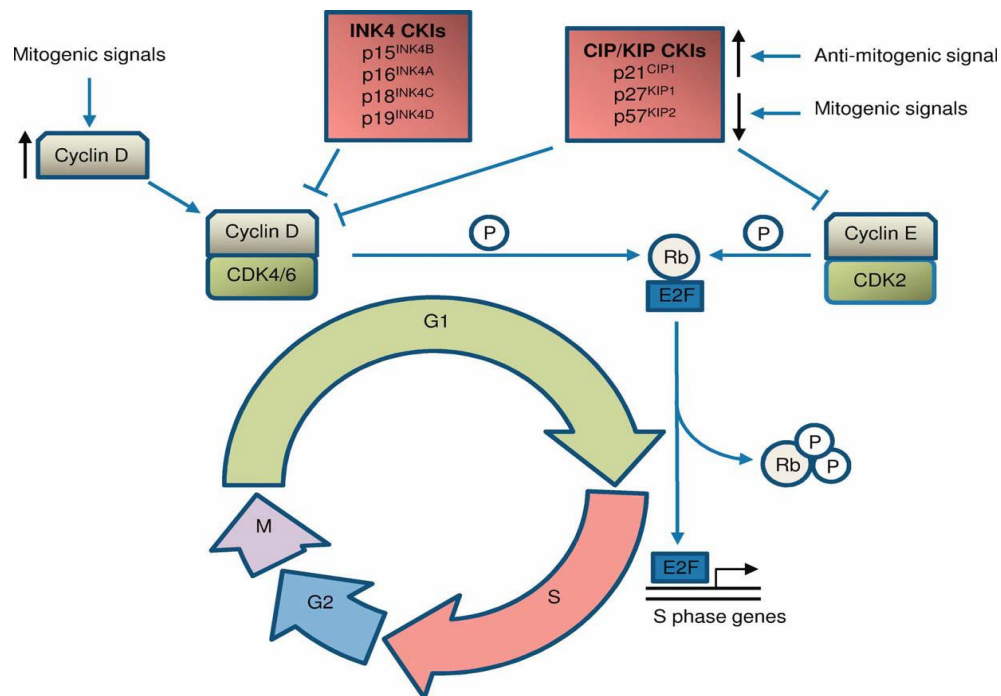 INK4 CKIs
p15INK4B
p16INK4A
p18INK4C
p19INK4D
CIP/KIP CKIs
p21CIP1
p27KIP1
p57KIP2
Anti-mitogenic signal
Mitogenic signals
Mitogenic signals
Cyclin D
Cyclin D
CDK4/6
P
Rb
E2F
P
Cyclin E
CDK2
G1
Rb
P
P
M
G2
S
E2F
S phase genes